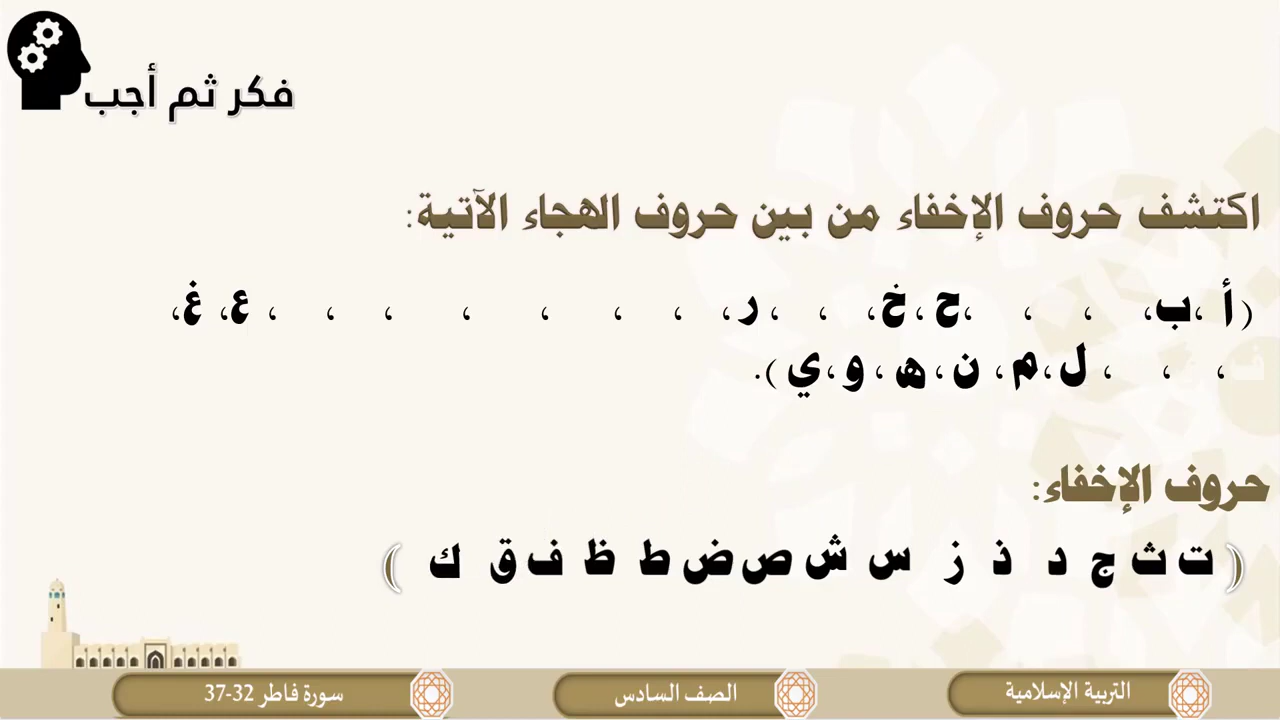 فكر ثم أجب
اكتشف حروف الإخفاء من بين حروف الهجاء الآتية:
(أ ،ب، ، ، ،ح ،خ، ، ، ر، ، ، ، ، ، ، ، ع، غ،
، ، ، ل،م، ن، ه، و، ي).
حروف الإخفاء:
(ت ث ج د ذ ز س ش ص ض ط ظ ف ق ك)
التربية الإسلامية
الصف السادس
سورة فاطر 32-37